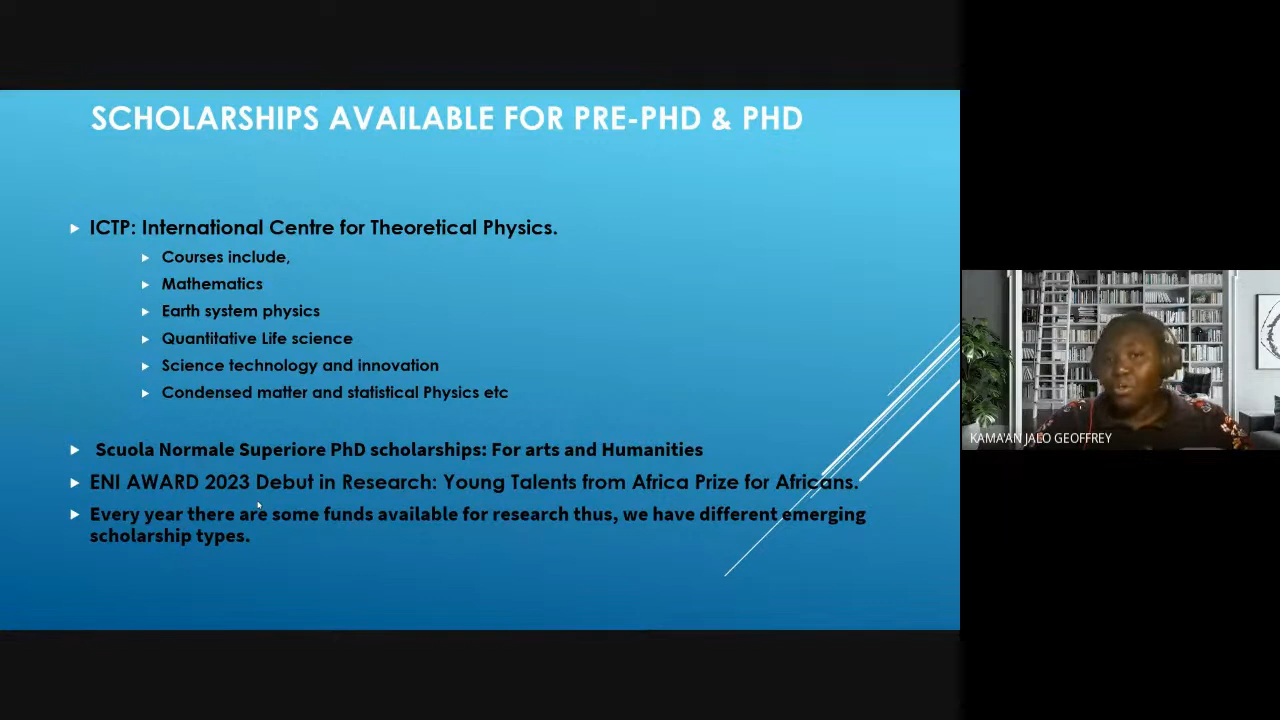 SCHOLARSHIPS AVAILABLE FOR PRE-PHD & PHD
ICTP: International Centre for Theoretical Physics.
Courses include,
Mathematics
Earth system physics
Quantitative Life science
Science technology and innovation
Condensed matter and statistical Physics etc
Scuola Normale Superiore PhD scholarships: For arts and Humanities
ENI AWARD 2023 Debut in Research: Young Talents from Africa Prize for Africans.
Every year there are some funds available for research thus, we have different emerging
scholarship types.
KAMA'AN JALO GEOFFREY